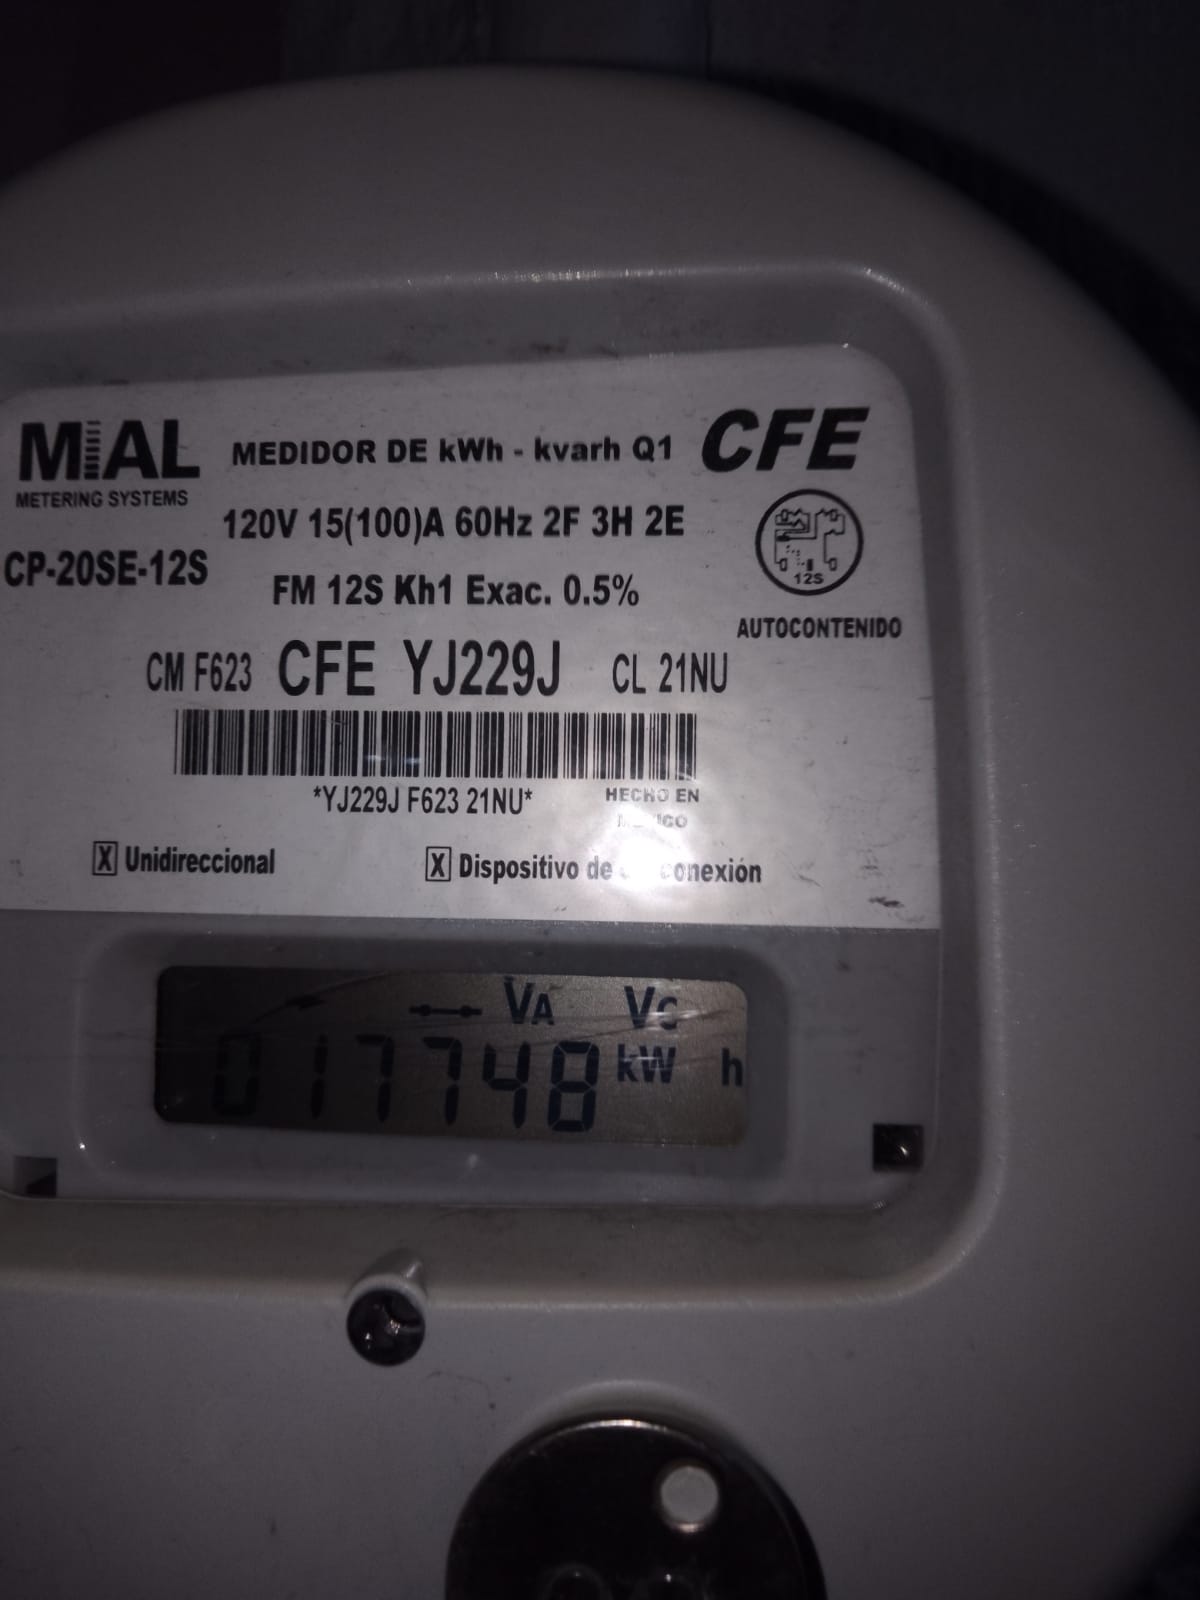 MIAL
METERING SYSTEMS
MEDIDOR DE kWh - kvarh Q1
CFE
120V 15(100)A 60Hz 2F 3H 2E
CP-20SE-12S
FM 12S Kh1 Exac. 0.5%
12S
AUTOCONTENIDO
CM F623 CFE YJ229J CL 21NU
*YJ229J F623 21NU*
HECHO EN
X Unidireccional
X Dispositivo de
VA VC
017748 kW h